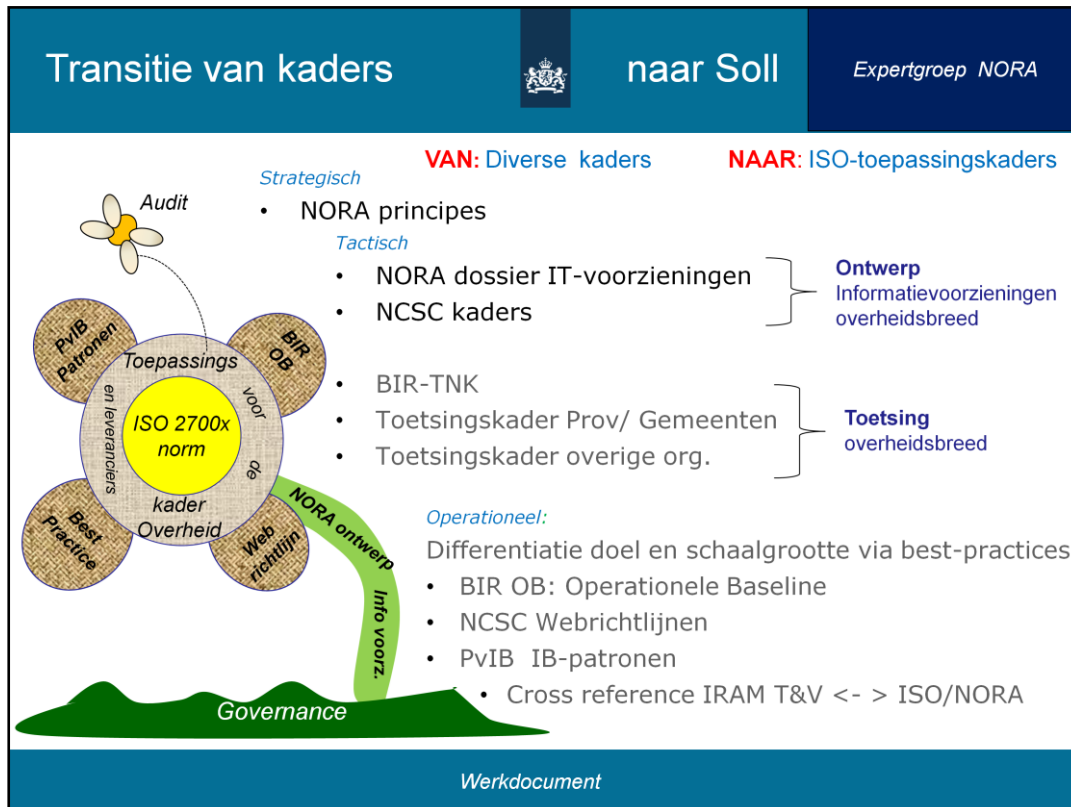 Transitie van kaders naar Soll
Expertgroep NORA
VAN: Diverse kaders
NAAR: ISO-toepassingskaders
Strategisch
• NORA principes
Tactisch
• NORA dossier IT-voorzieningen
• NCSC kaders
Ontwerp
Informatievoorzieningen
overheidsbreed
• BIR-TNK
• Toetsingskader Prov/ Gemeenten
• Toetsingskader overige org.
Toetsing
overheidsbreed
Operationeel:
Differentiatie doel en schaalgrootte via best-practices
• BIR OB: Operationele Baseline
• NCSC Webrichtlijnen
• PvIB IB-patronen
• Cross reference IRAM T&V <- > ISO/NORA
Audit
PvIB
Patronen
BIR
OB
Toepassings
voor
de
en leveranciers
ISO 2700x
norm
kader
Overheid
Best
Practice
Web
richtlijn
NORA ontwerp
Info voorz.
Governance
Werkdocument